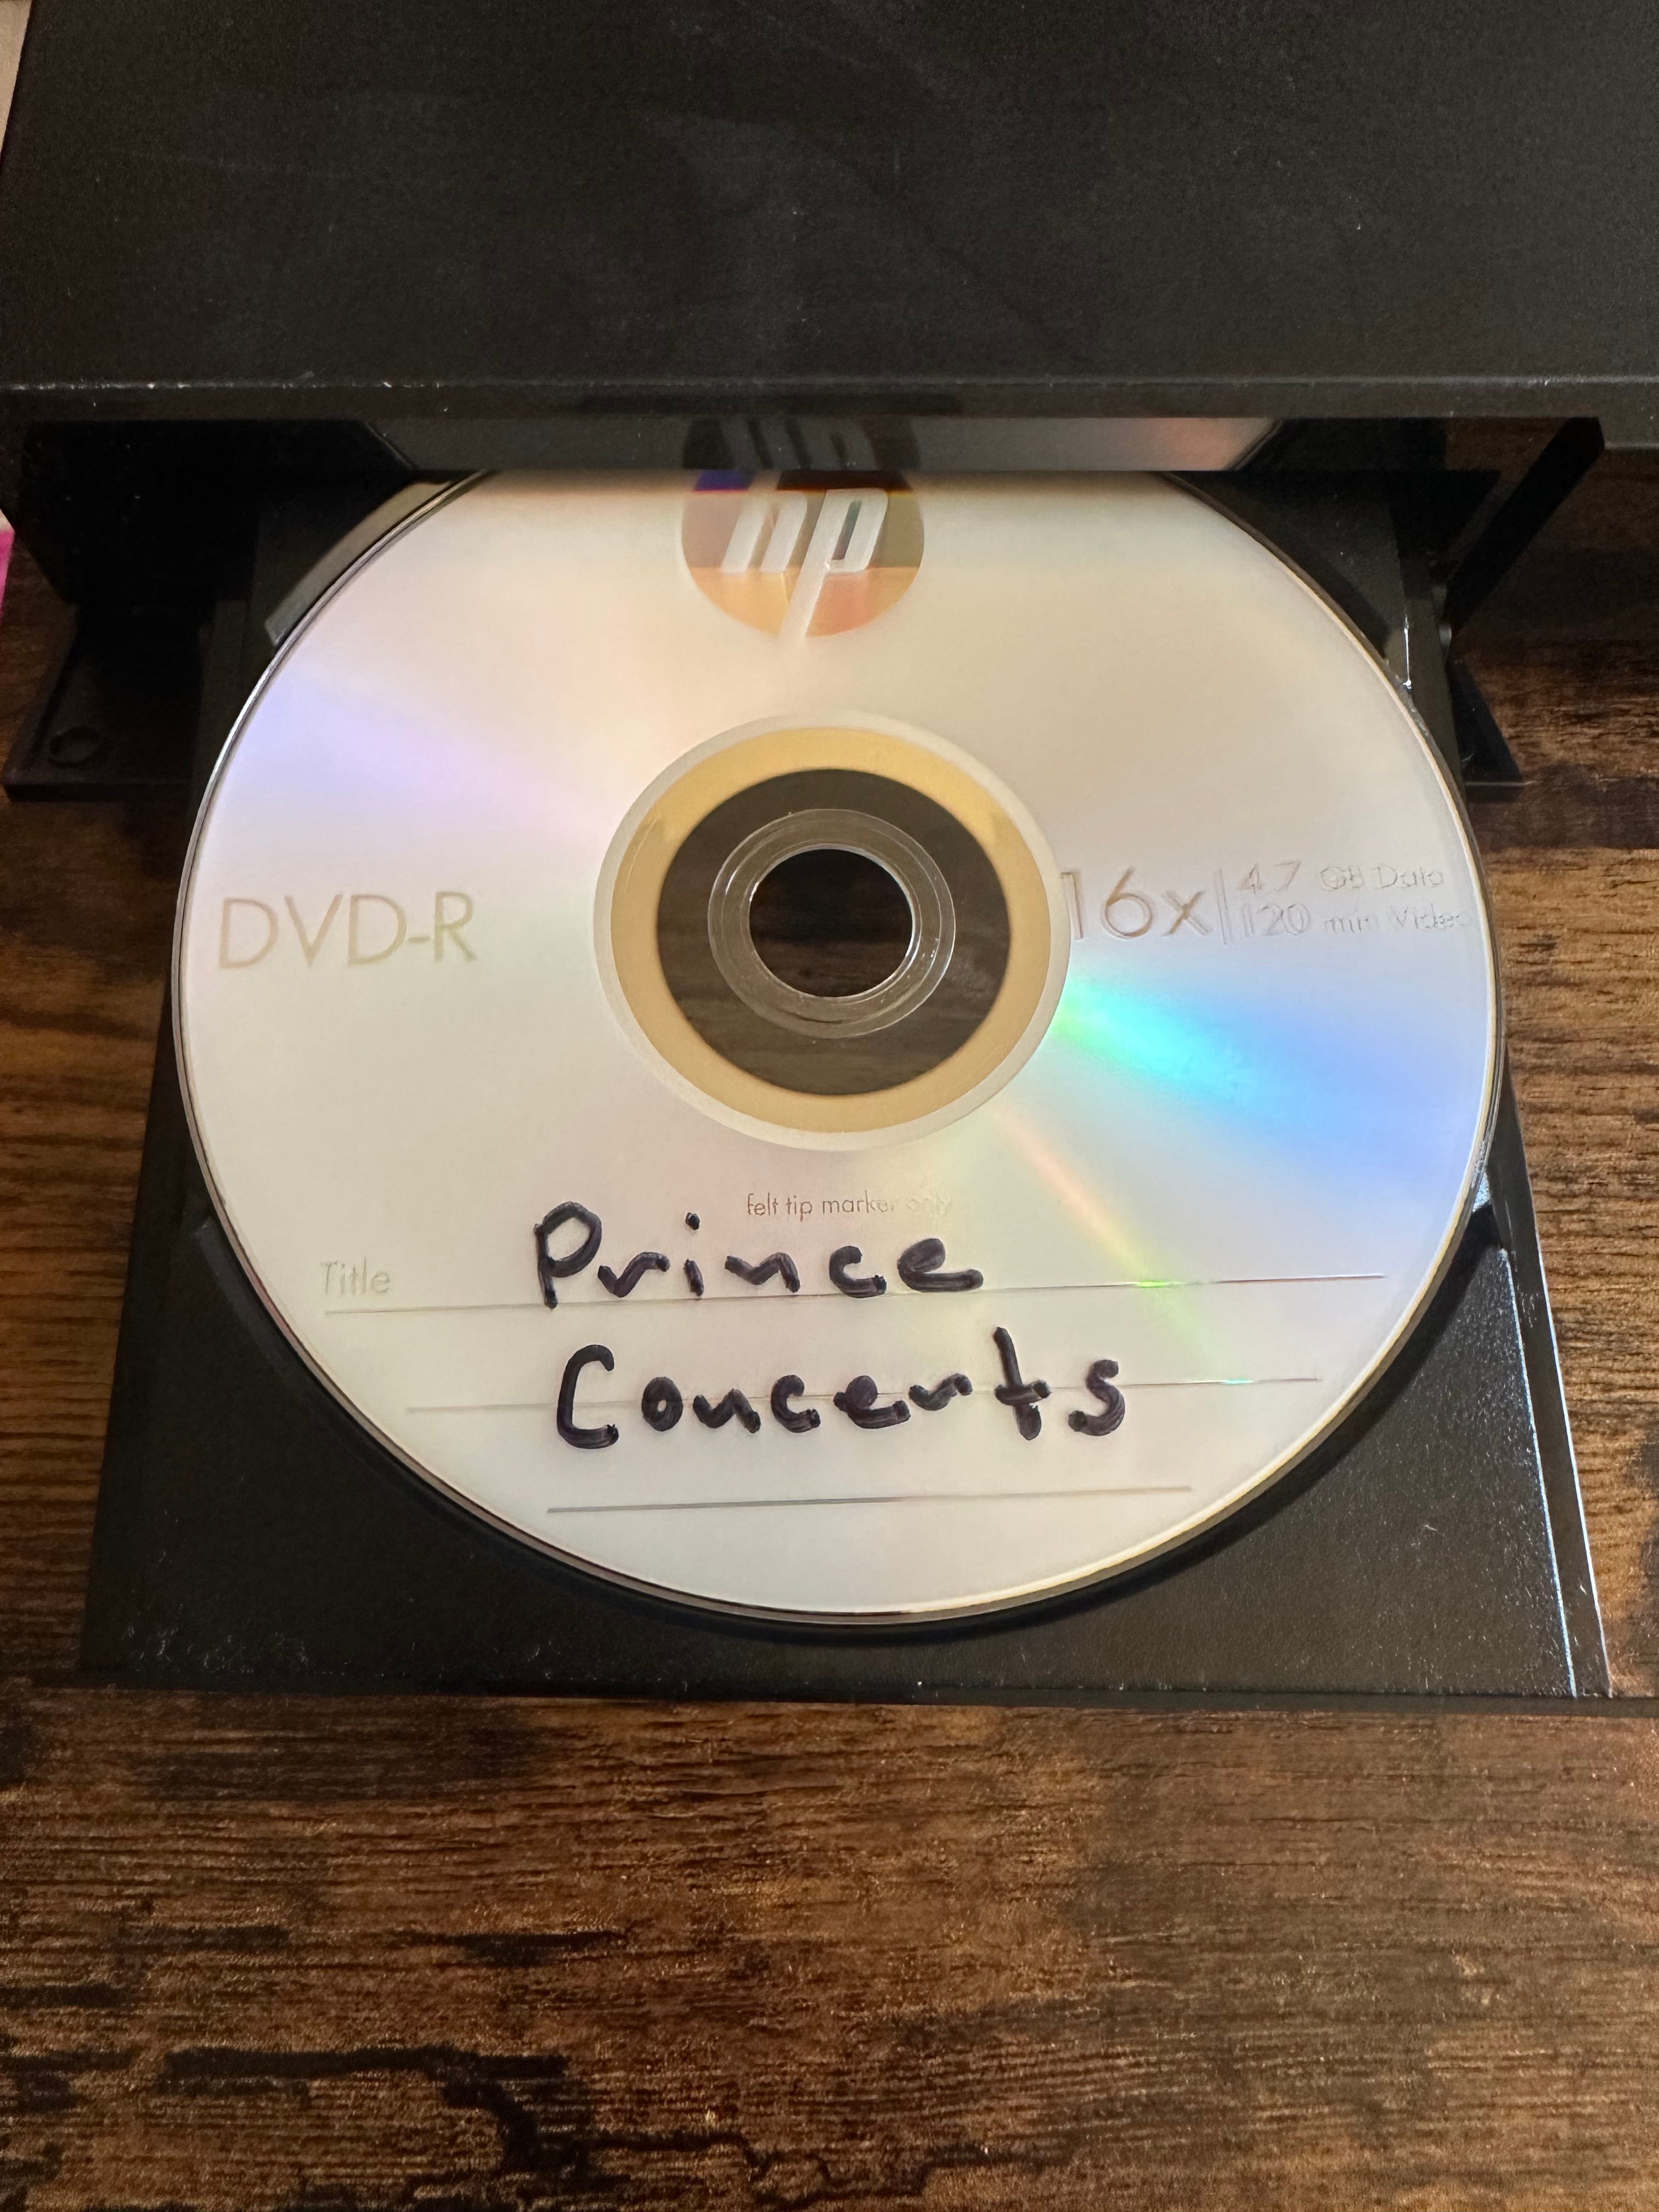 hp
DVD-R
16x
4.7 GB Data
120 min Video
felt tip marker only
Title
Prince
Concerts